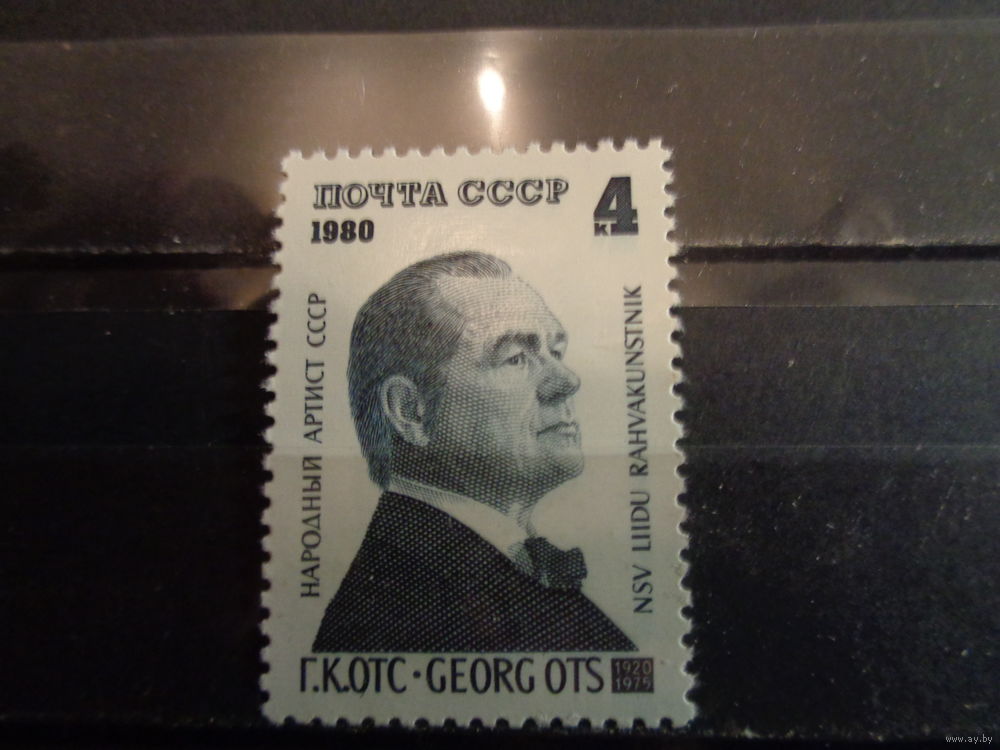 ПОЧТА СССР
4
к
1980
НАРОДНЫЙ АРТИСТ СССР
NSV LIIDU RAHVAKUNSTNIK
Г.К.ОТС·GEORG OTS
1920
1975
www.ay.by